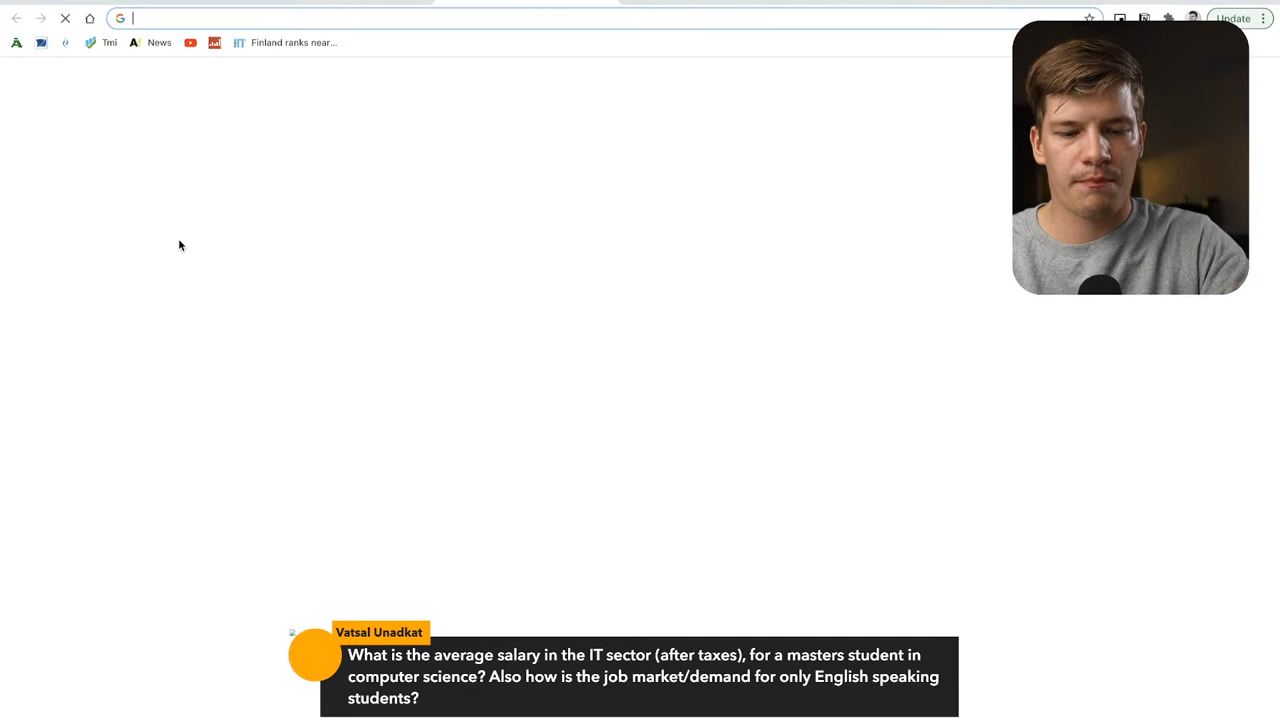 Update
Tmi
News
Finland ranks near...
Vatsal Unadkat
What is the average salary in the IT sector (after taxes), for a masters student in
computer science? Also how is the job market/demand for only English speaking
students?